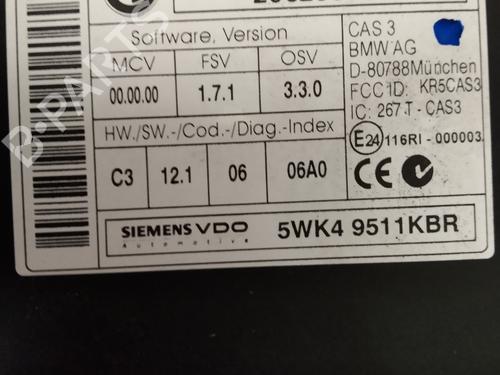 Software, Version
MCV FSV OSV
00.00.00 1.7.1 3.3.0
HW./SW.-/Cod.-/Diag.-Index
C3 12.1 06 06A0
SIEMENS VDO
Automotive
5WK4 9511KBR
CAS 3
BMW AG
D-80788München
FCC ID: KR5CAS3
IC: 267T-CAS3
E24 116RI - 000003
CE
B-PARTS